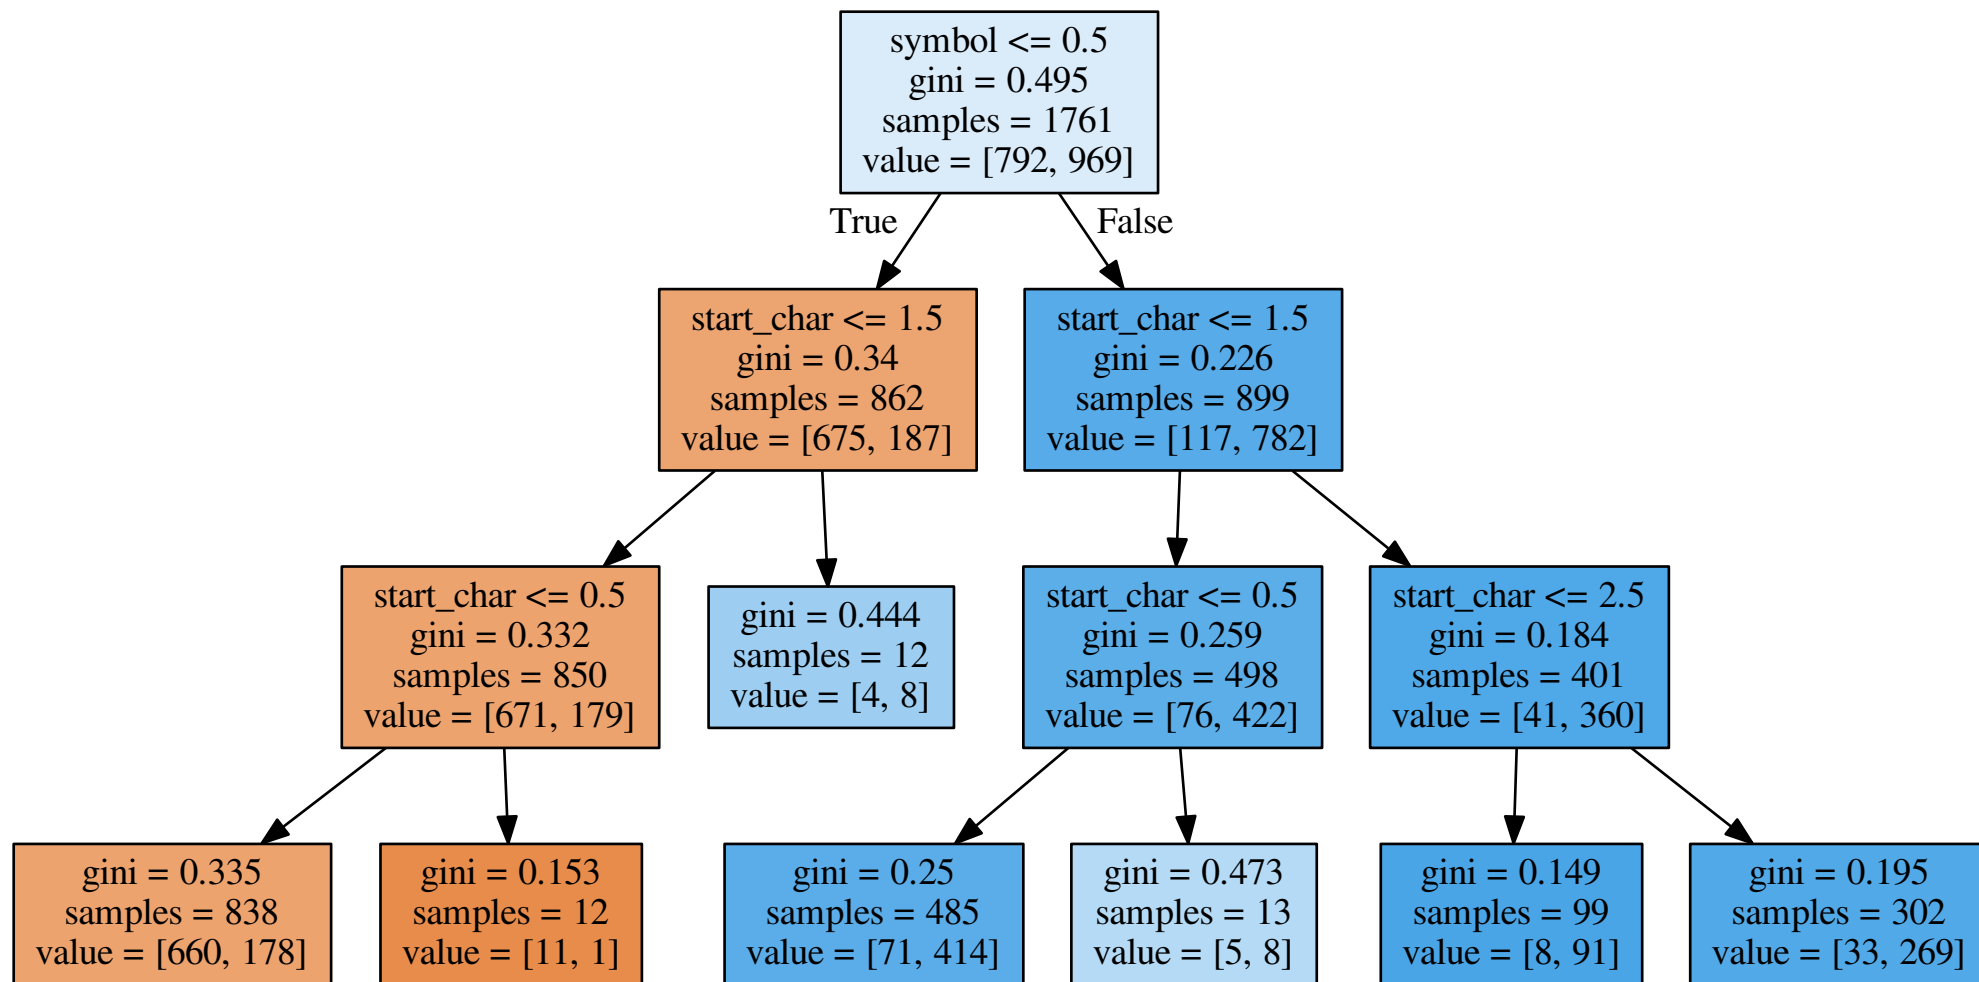 symbol <= 0.5
gini = 0.495
samples = 1761
value = [792, 969]
True
False
start_char <= 1.5
gini = 0.34
samples = 862
value = [675, 187]
start_char <= 1.5
gini = 0.226
samples = 899
value = [117, 782]
start_char <= 0.5
gini = 0.332
samples = 850
value = [671, 179]
gini = 0.444
samples = 12
value = [4, 8]
start_char <= 0.5
gini = 0.259
samples = 498
value = [76, 422]
start_char <= 2.5
gini = 0.184
samples = 401
value = [41, 360]
gini = 0.335
samples = 838
value = [660, 178]
gini = 0.153
samples = 12
value = [11, 1]
gini = 0.25
samples = 485
value = [71, 414]
gini = 0.473
samples = 13
value = [5, 8]
gini = 0.149
samples = 99
value = [8, 91]
gini = 0.195
samples = 302
value = [33, 269]